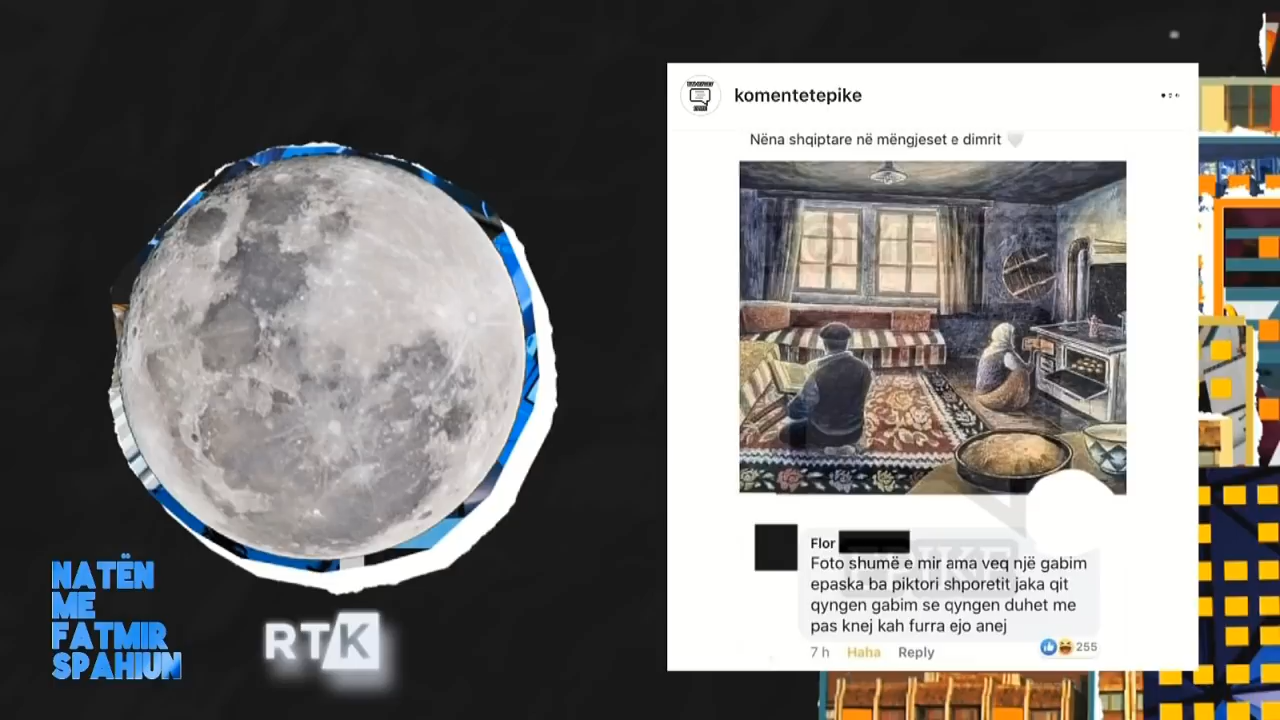 komentetepike
Nëna shqiptare në mëngjeset e dimrit
Flor
Foto shumë e mir ama veq një gabim
epaska ba piktori shporetit jaka qit
qyngen gabim se qyngen duhet me
pas knej kah furra ejo anej
7 h Haha Reply 255
NATËN
ME
FATMIR
SPAHIUN
RTK